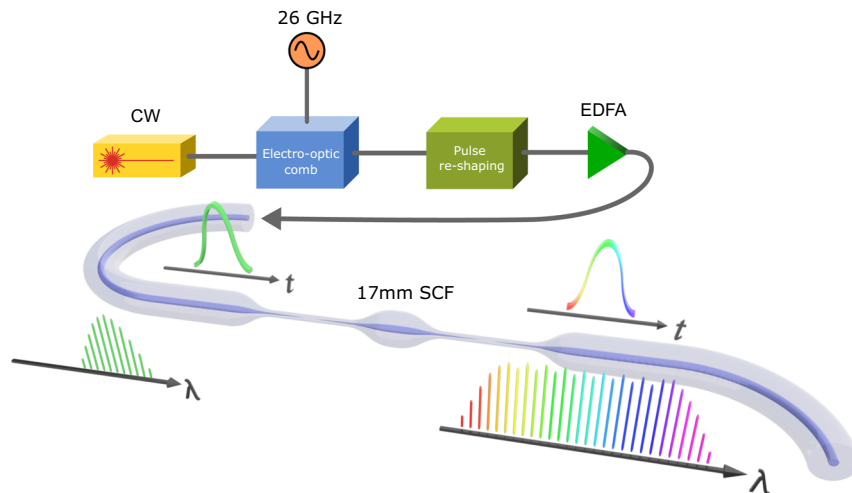 26 GHz
CW
EDFA
Electro-optic
comb
Pulse
re-shaping
t
17mm SCF
t
λ
λ